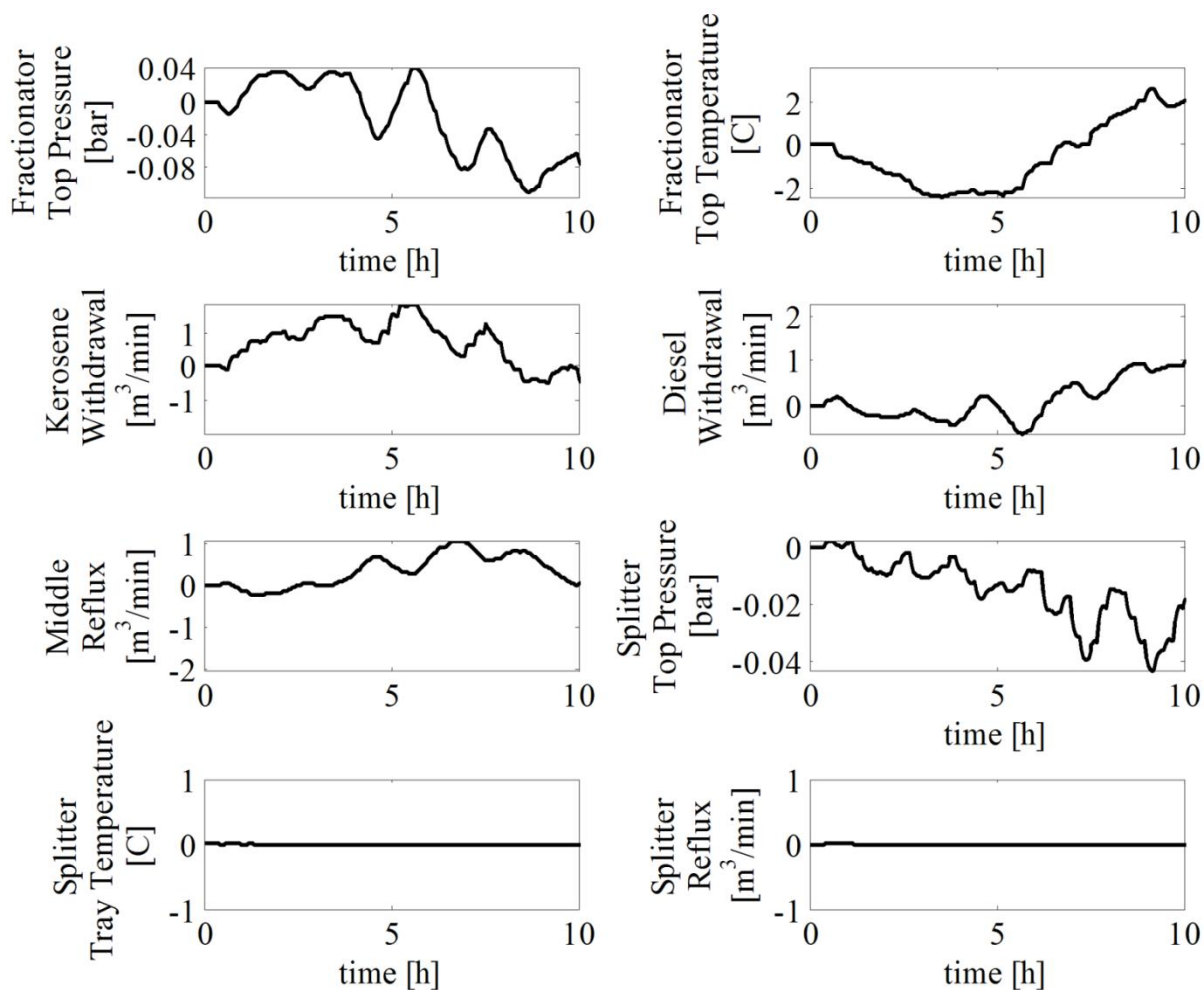 Fractionator
Top Pressure
[bar]
0.04
0
-0.04
-0.08
0
5
10
time [h]
Fractionator
Top Temperature
[C]
2
0
-2
0
5
10
time [h]
Kerosene
Withdrawal
[m³/min]
1
0
-1
0
5
10
time [h]
Diesel
Withdrawal
[m³/min]
2
1
0
0
5
10
time [h]
Middle
Reflux
[m³/min]
1
0
-1
-2
0
5
10
time [h]
Splitter
Top Pressure
[bar]
0
-0.02
-0.04
0
5
10
time [h]
Splitter
Tray Temperature
[C]
1
0
-1
0
5
10
time [h]
Splitter
Reflux
[m³/min]
1
0
-1
0
5
10
time [h]